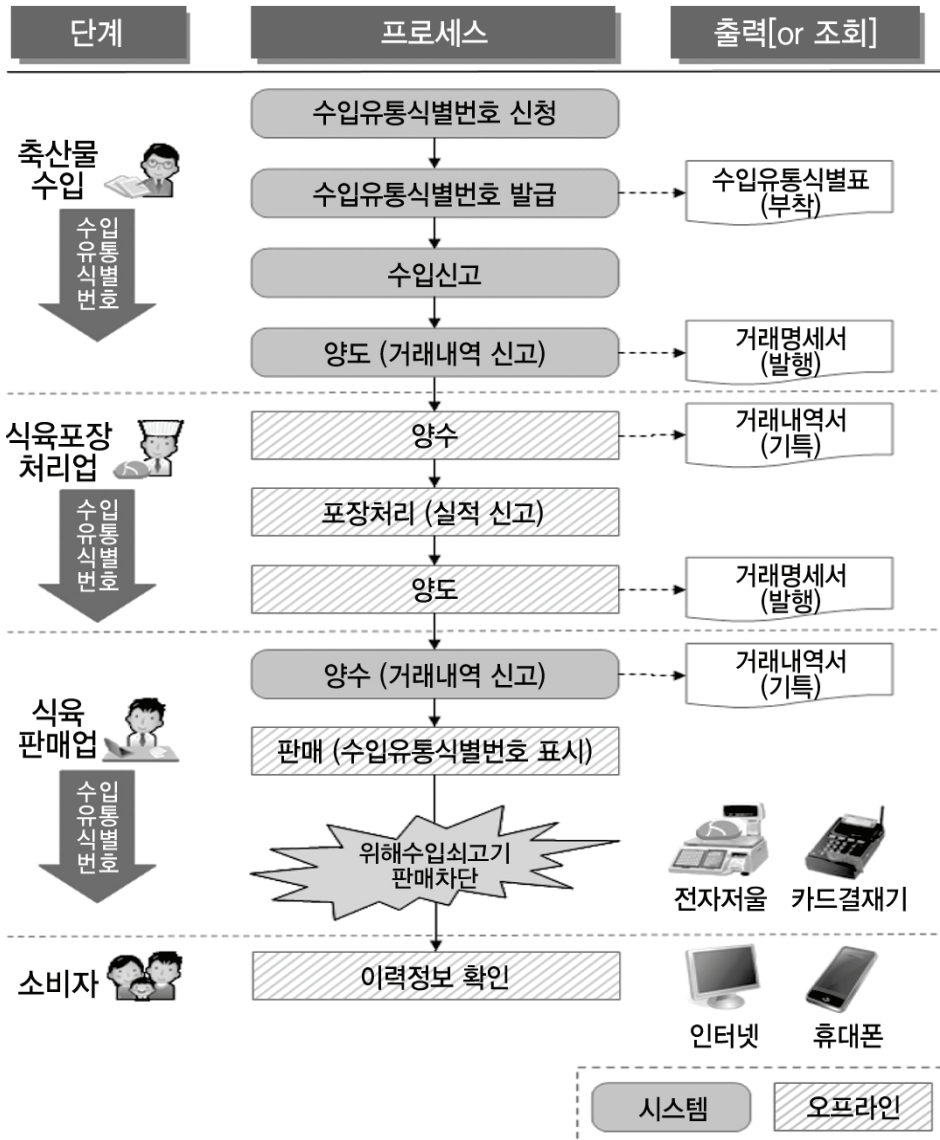 단계
프로세스
출력[or 조회]
축산물
수입
수입
유통
식별
번호
수입유통식별번호 신청
수입유통식별번호 발급
수입유통식별표
(부착)
수입신고
양도 (거래내역 신고)
거래명세서
(발행)
식육포장
처리업
수입
유통
식별
번호
양수
거래내역서
(기특)
포장처리 (실적 신고)
양도
거래명세서
(발행)
식육
판매업
수입
유통
식별
번호
양수 (거래내역 신고)
거래내역서
(기특)
판매 (수입유통식별번호 표시)
위해수입쇠고기
판매차단
전자저울
카드결재기
소비자
이력정보 확인
인터넷
휴대폰
시스템
오프라인